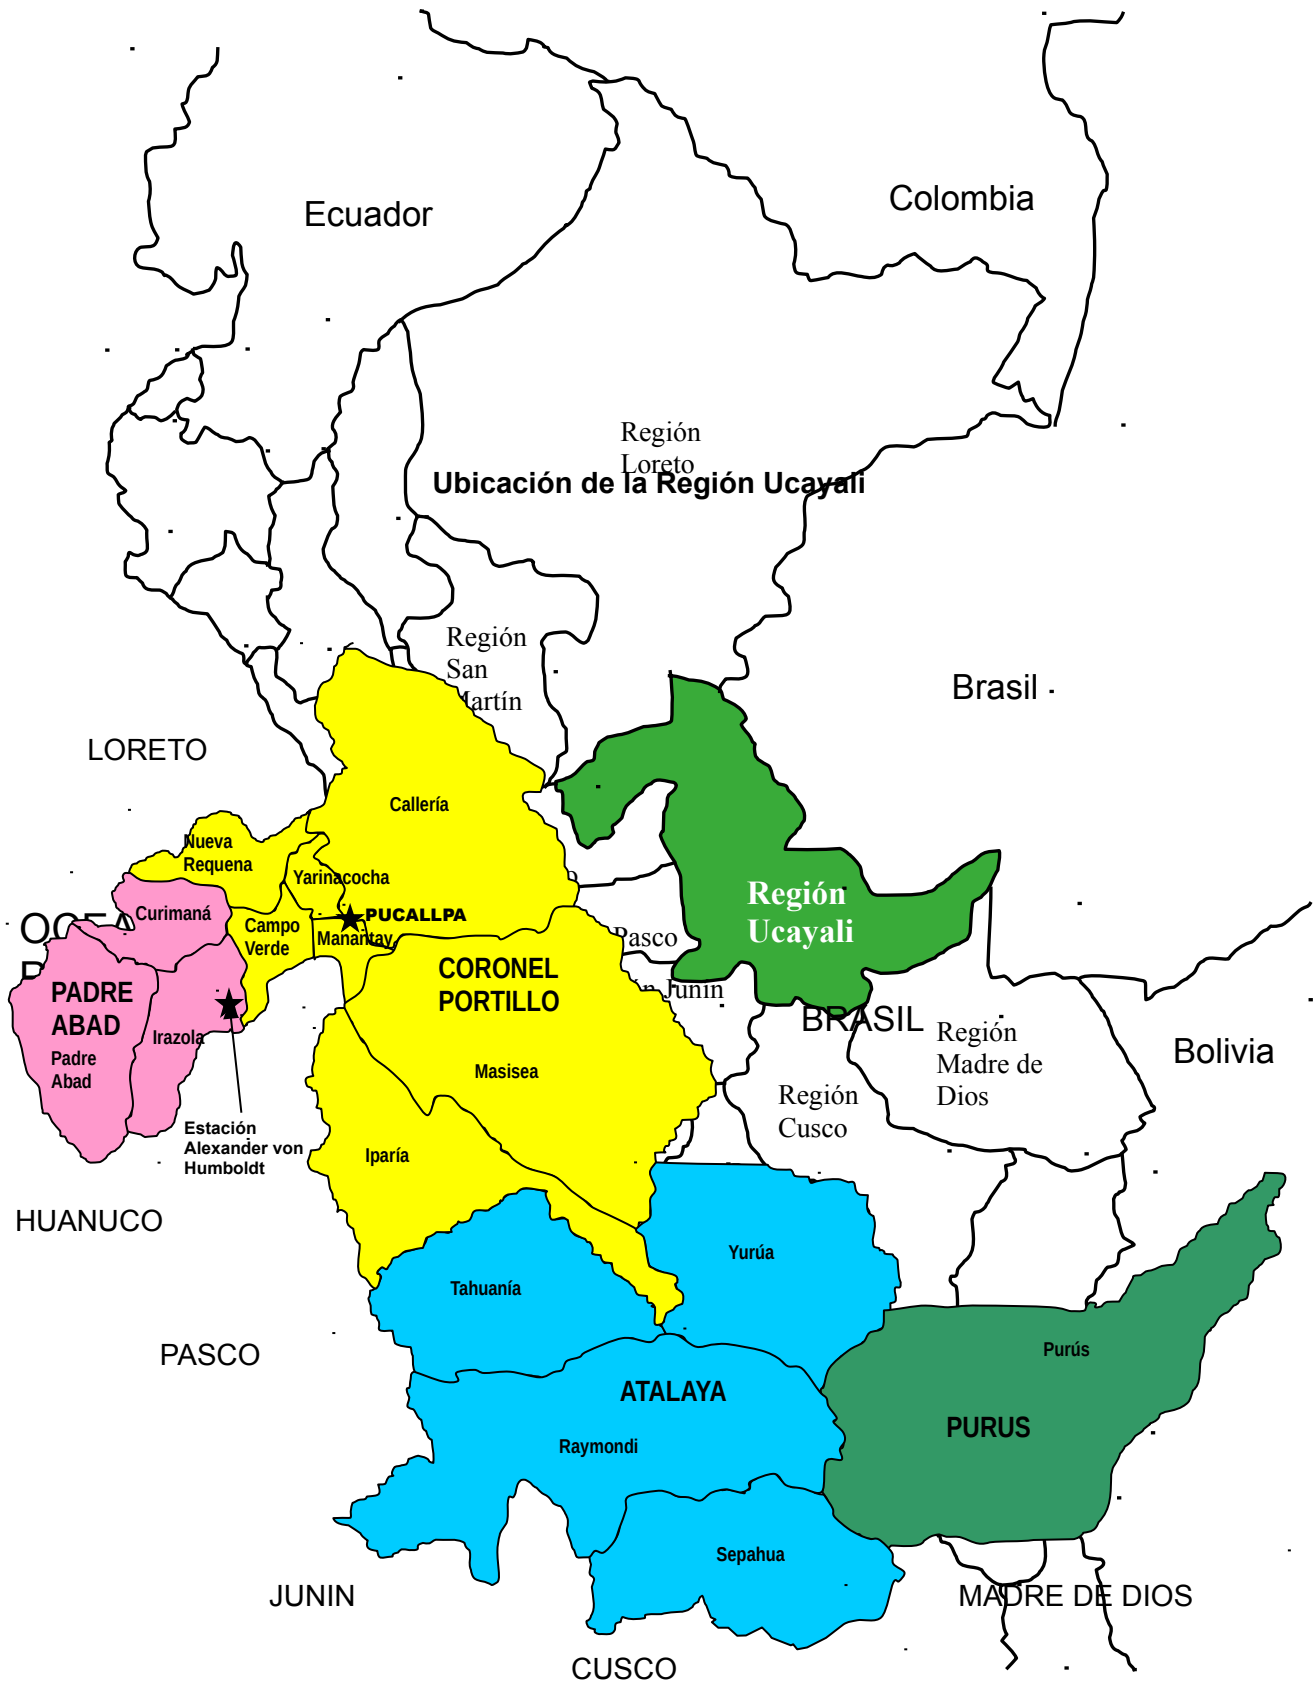 Ecuador
Colombia
Región
Loreto
Ubicación de la Región Ucayali
Región
San
Martín
Brasil
LORETO
Callería
Nueva
Requena
Yarinacocha
Curimaná
PUCALLPA
Campo
Verde
Manantay
Región
Ucayali
Pasco
CORONEL
PORTILLO
PADRE
ABAD
Junín
BRASIL
Irazola
Padre
Abad
Masisea
Región
Madre de
Dios
Bolivia
Región
Cusco
Estación
Alexander von
Humboldt
Iparía
HUANUCO
Yurúa
Tahuanía
PASCO
Purús
ATALAYA
PURUS
Raymondi
Sepahua
JUNIN
MADRE DE DIOS
CUSCO